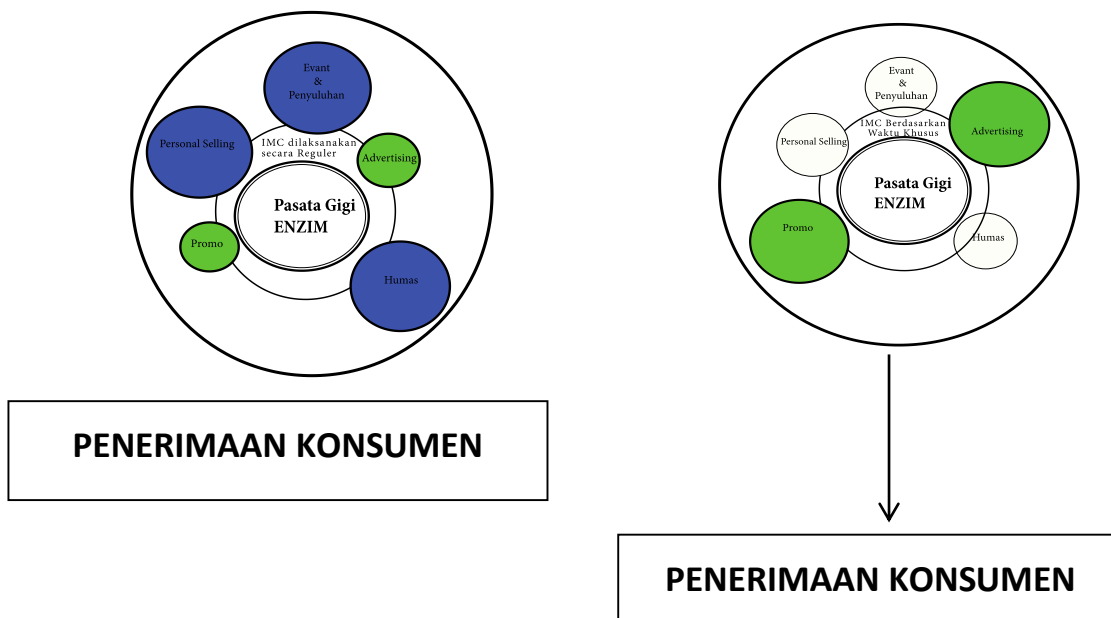 Evant
&
Penyuluhan
Personal Selling
IMC dilaksanakan
secara Reguler
Advertising
Pasata Gigi
ENZIM
Promo
Humas
PENERIMAAN KONSUMEN
Evant
&
Penyuluhan
IMC Berdasarkan
Waktu Khusus
Advertising
Personal Selling
Pasata Gigi
ENZIM
Promo
Humas
PENERIMAAN KONSUMEN